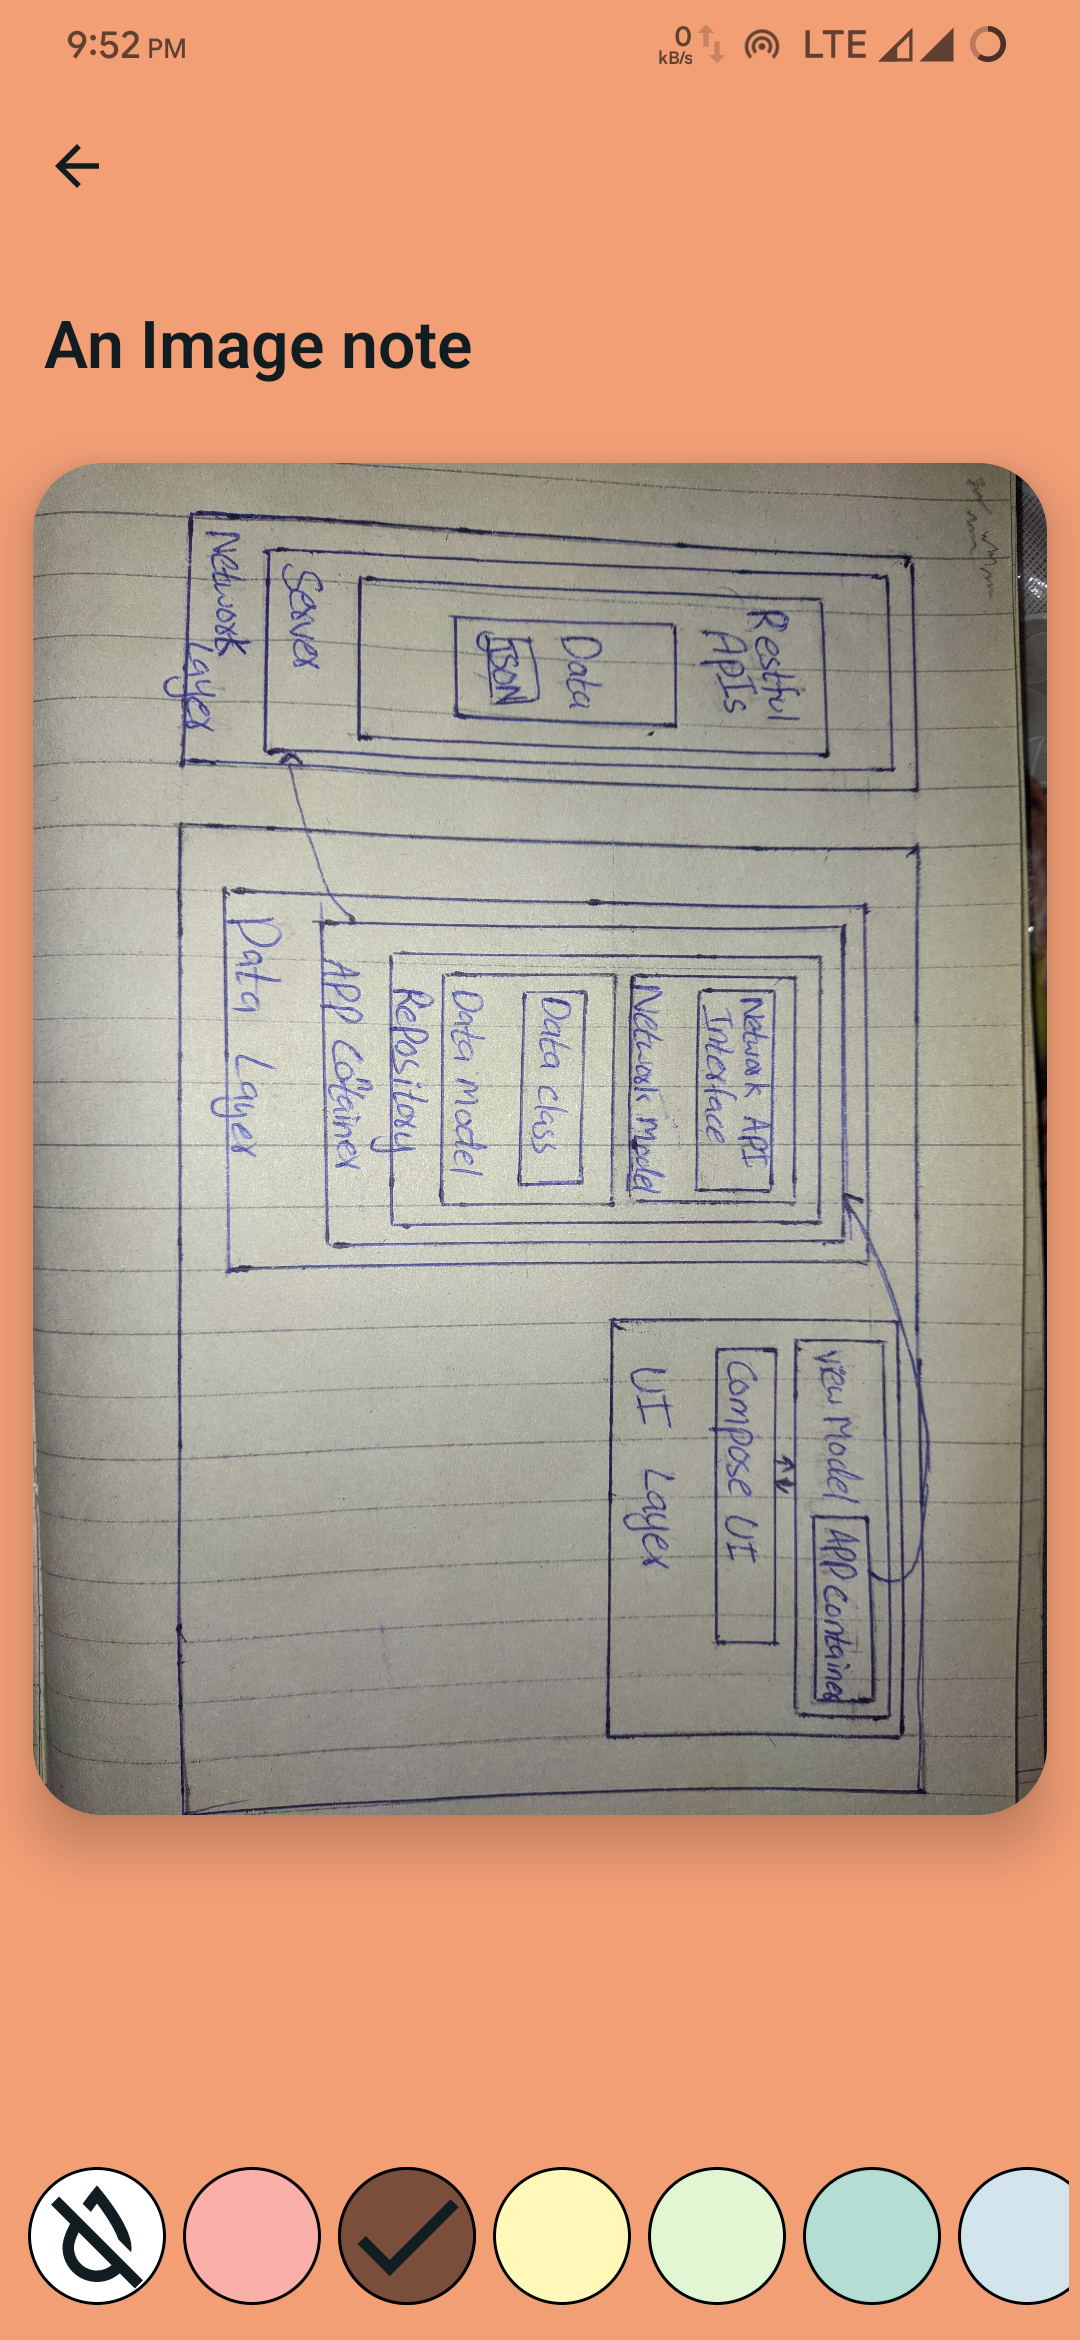 9:52 PM
0
kB/s
LTE
An Image note
Restful
APIs
Data
JSON
Server
Network Layer
Network API
Interface
Network Model
Data class
Data Model
RePository
APP Cotainer
n
Data Layer
View Model
APP Container
Compose UI
UI Layer